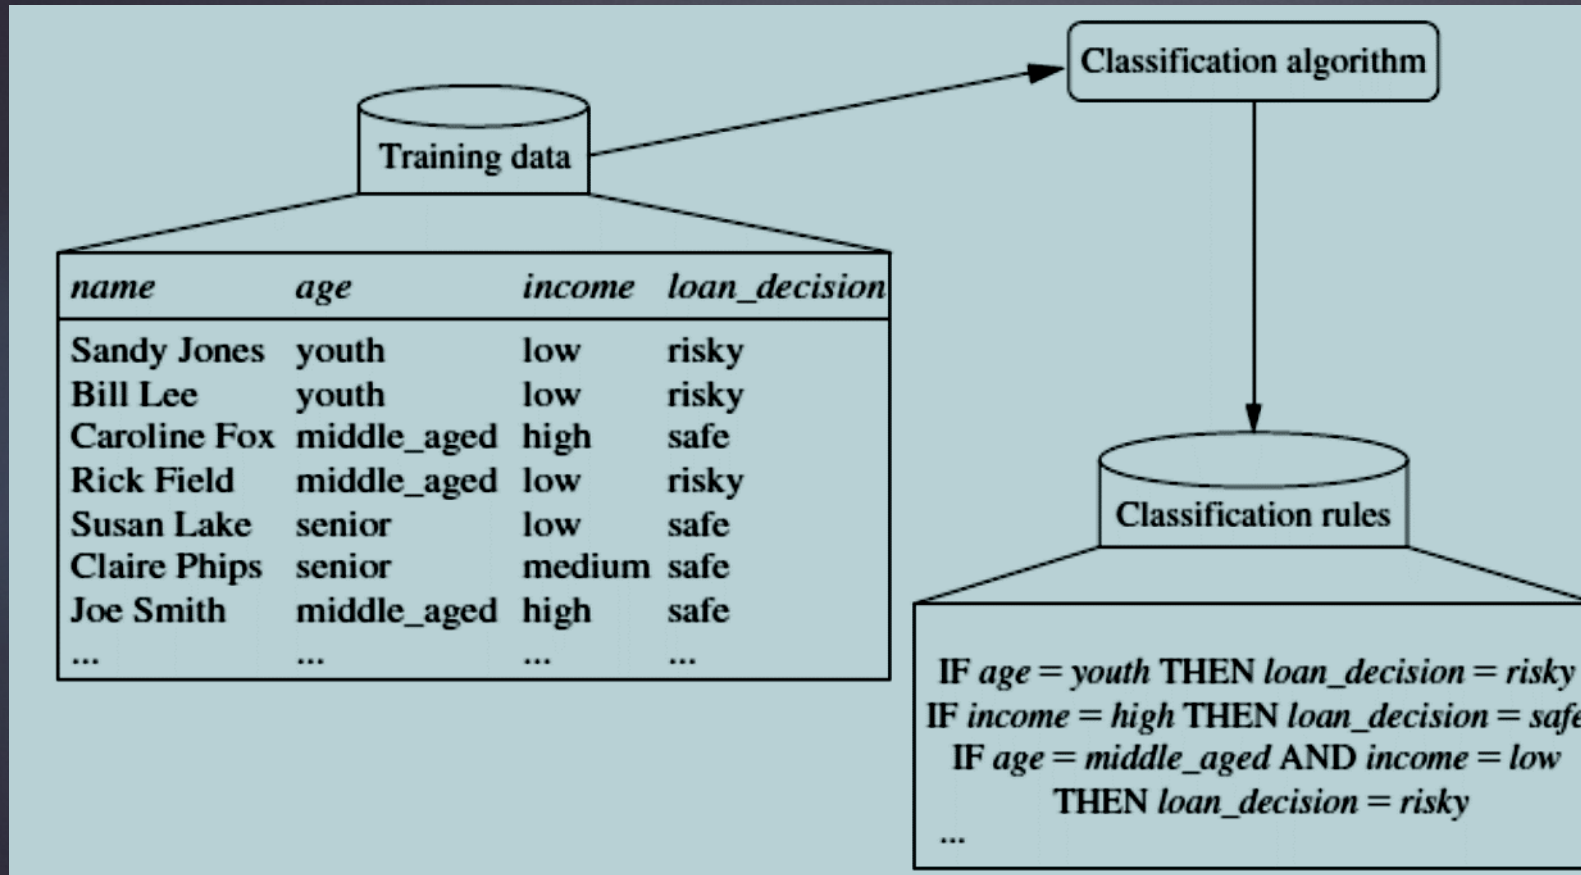 Classification algorithm
Training data
name age income loan_decision
Sandy Jones youth low risky
Bill Lee youth low risky
Caroline Fox middle_aged high safe
Rick Field middle_aged low risky
Susan Lake senior low safe
Claire Phips senior medium safe
Joe Smith middle_aged high safe
... ... ... ...
Classification rules
IF age = youth THEN loan_decision = risky
IF income = high THEN loan_decision = safe
IF age = middle_aged AND income = low
THEN loan_decision = risky
...